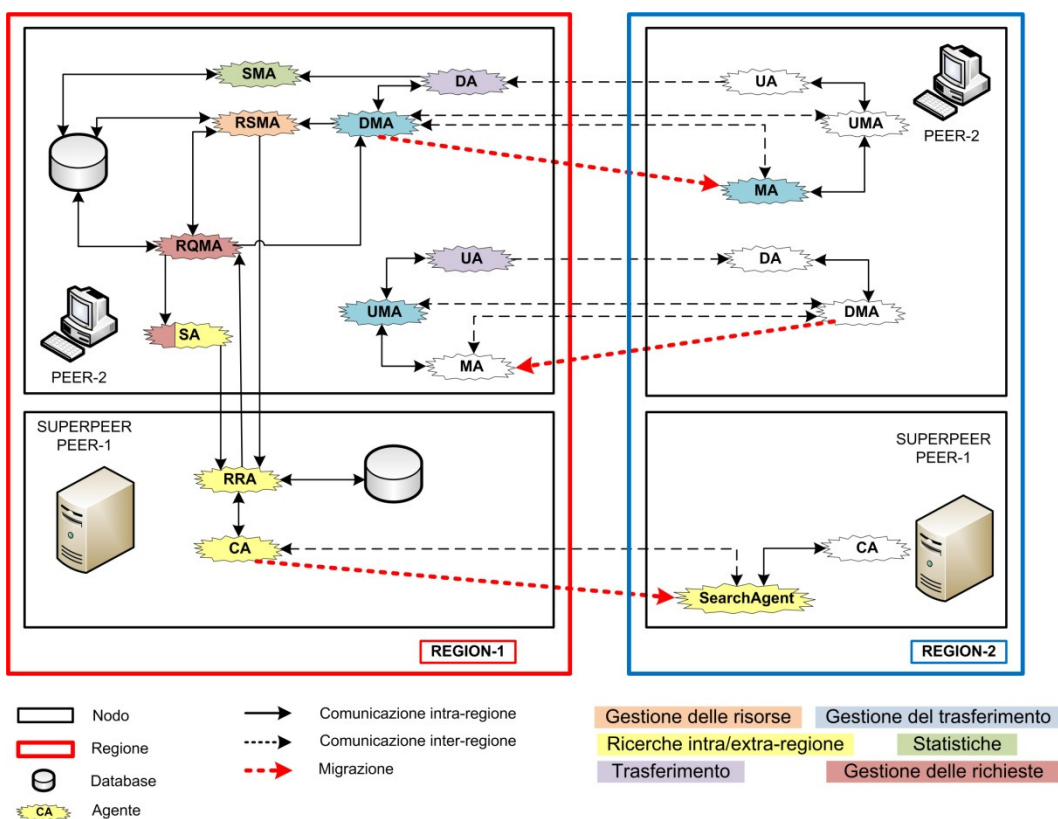 SMA
DA
UA
RSMA
DMA
UMA
PEER-2
MA
RQMA
UA
DA
UMA
DMA
SA
MA
PEER-2
SUPERPEER
PEER-1
SUPERPEER
PEER-1
RRA
CA
CA
SearchAgent
REGION-1
REGION-2
Nodo
Comunicazione intra-regione
Gestione delle risorse
Gestione del trasferimento
Regione
Comunicazione inter-regione
Ricerche intra/extra-regione
Statistiche
Database
Migrazione
Trasferimento
Gestione delle richieste
CA
Agente